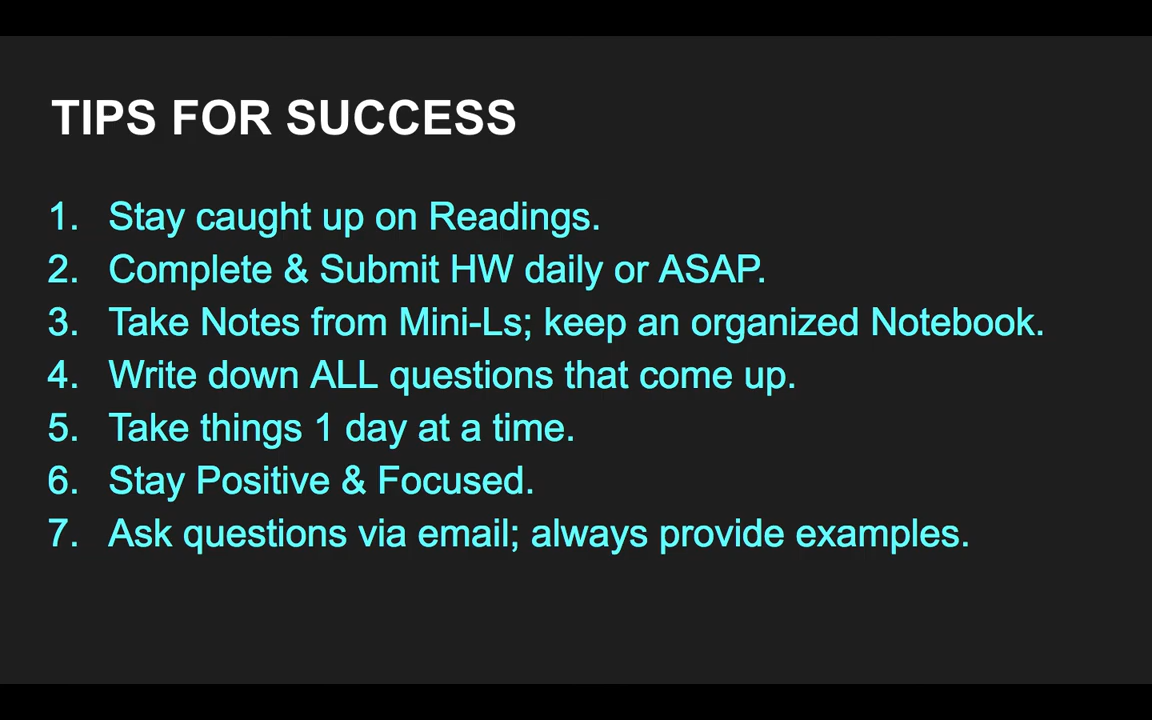 TIPS FOR SUCCESS
1. Stay caught up on Readings.
2. Complete & Submit HW daily or ASAP.
3. Take Notes from Mini-Ls; keep an organized Notebook.
4. Write down ALL questions that come up.
5. Take things 1 day at a time.
6. Stay Positive & Focused.
7. Ask questions via email; always provide examples.